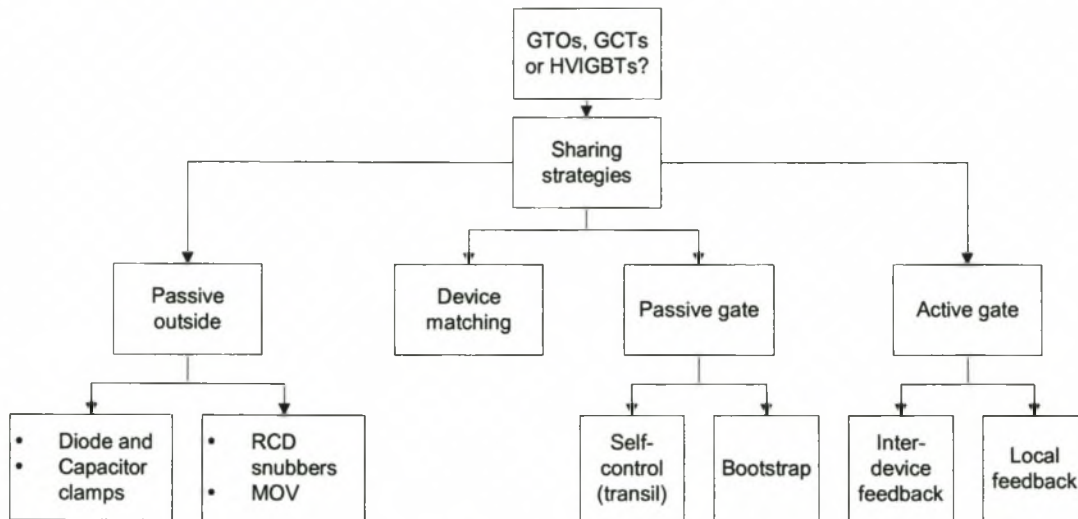 GTOs, GCTs
or HVIGBTs?
Sharing
strategies
Passive
outside
Device
matching
Passive gate
Active gate
• Diode and
• Capacitor
clamps
• RCD
snubbers
• MOV
Self-
control
(transil)
Bootstrap
Inter-
device
feedback
Local
feedback